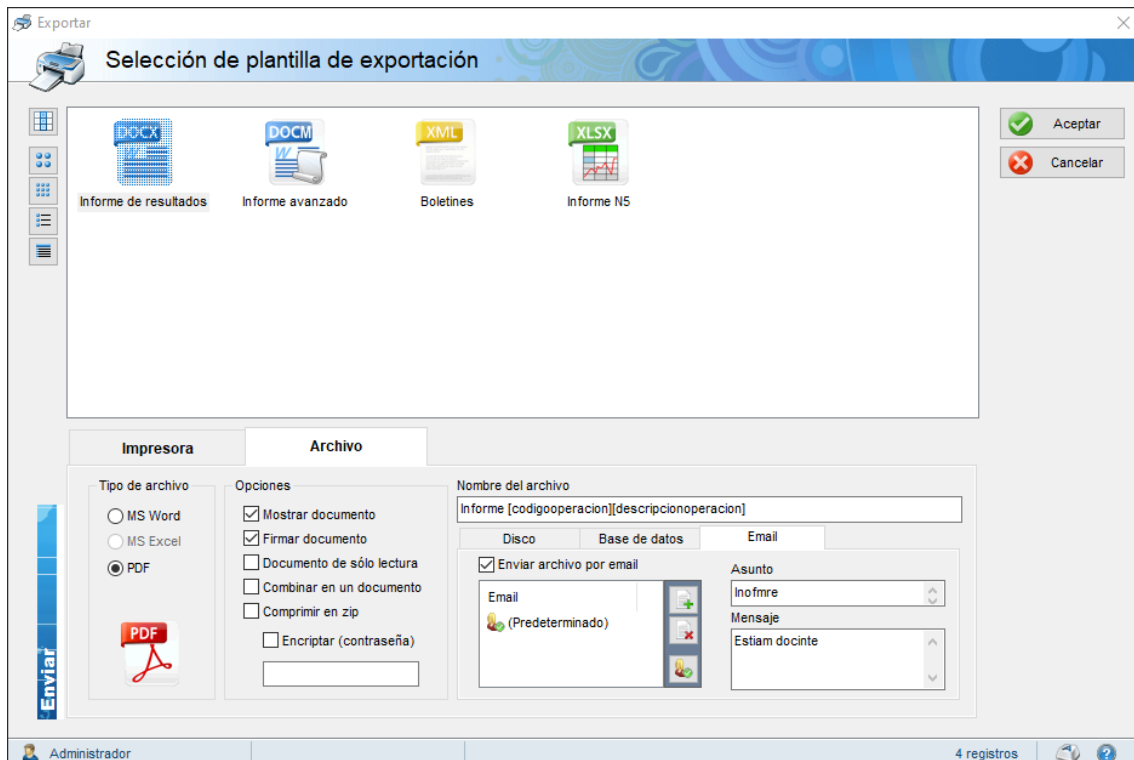 Exportar
Selección de plantilla de exportación
DOCX
DOCM
XML
XLSX
Informe de resultados
Informe avanzado
Boletines
Informe N5
Aceptar
Cancelar
Impresora
Archivo
Tipo de archivo
MS Word
MS Excel
PDF
PDF
Opciones
Mostrar documento
Firmar documento
Documento de sólo lectura
Combinar en un documento
Comprimir en zip
Encriptar (contraseña)
Nombre del archivo
Informe [codigooperacion][descripcionoperacion]
Disco
Base de datos
Email
Enviar archivo por email
Email
(Predeterminado)
Asunto
Inofmre
Mensaje
Estiam docinte
Enviar
Administrador
4 registros